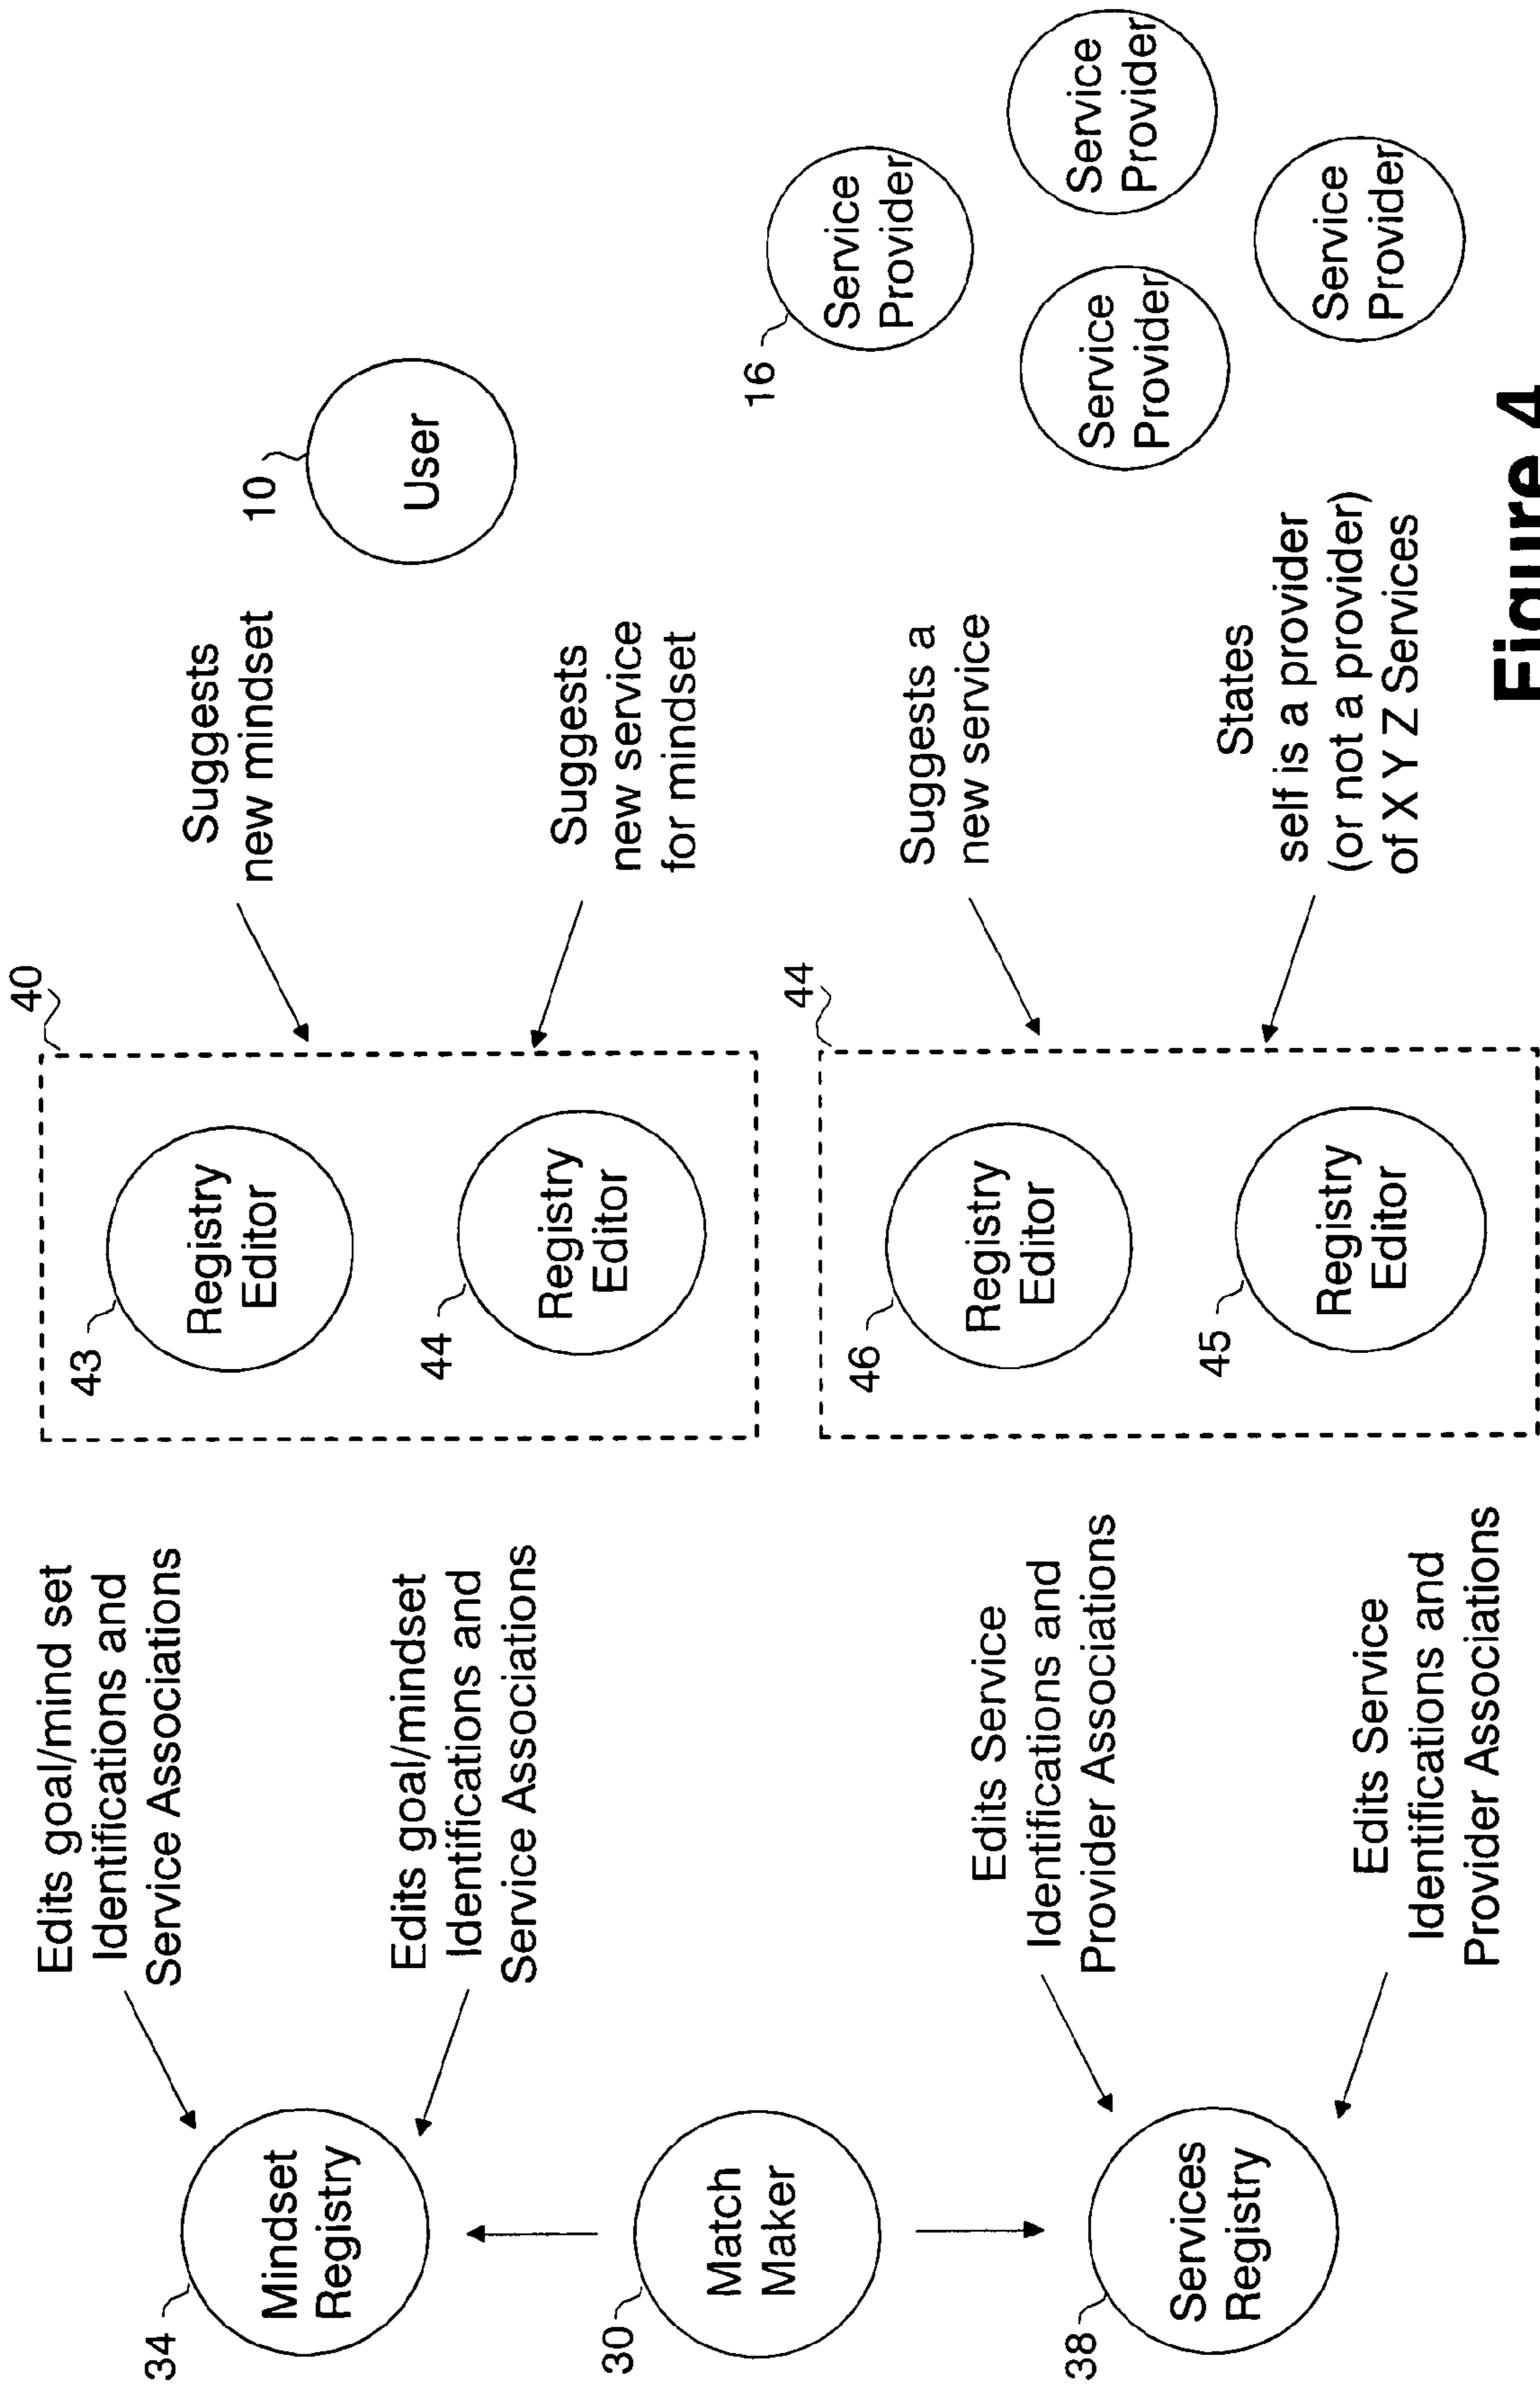 34
Mindset
Registry
Edits goal/mind set
Identifications and
Service Associations
Edits goal/mindset
Identifications and
Service Associations
40
43
Registry
Editor
44
Registry
Editor
Suggests
new mindset
Suggests
new service
for mindset
10
User
30
Match
Maker
38
Services
Registry
Edits Service
Identifications and
Provider Associations
Edits Service
Identifications and
Provider Associations
44
46
Registry
Editor
45
Registry
Editor
Suggests a
new service
States
self is a provider
(or not a provider)
of X Y Z Services
16
Service
Provider
Service
Provider
Service
Provider
Service
Provider
Figure 4